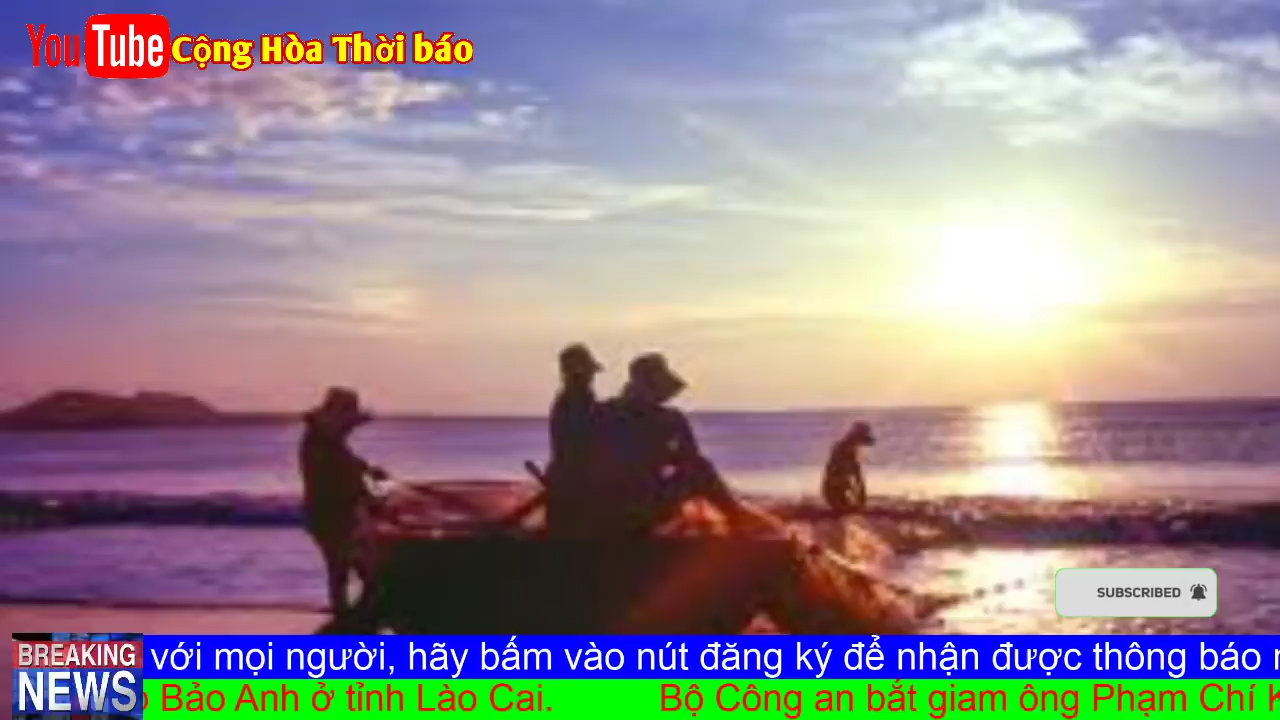 YouTube Cộng Hòa Thời báo
SUBSCRIBED
BREAKING
NEWS
với mọi người, hãy bấm vào nút đăng ký để nhận được thông báo
Bảo Anh ở tỉnh Lào Cai. Bộ Công an bắt giam ông Phạm Chí